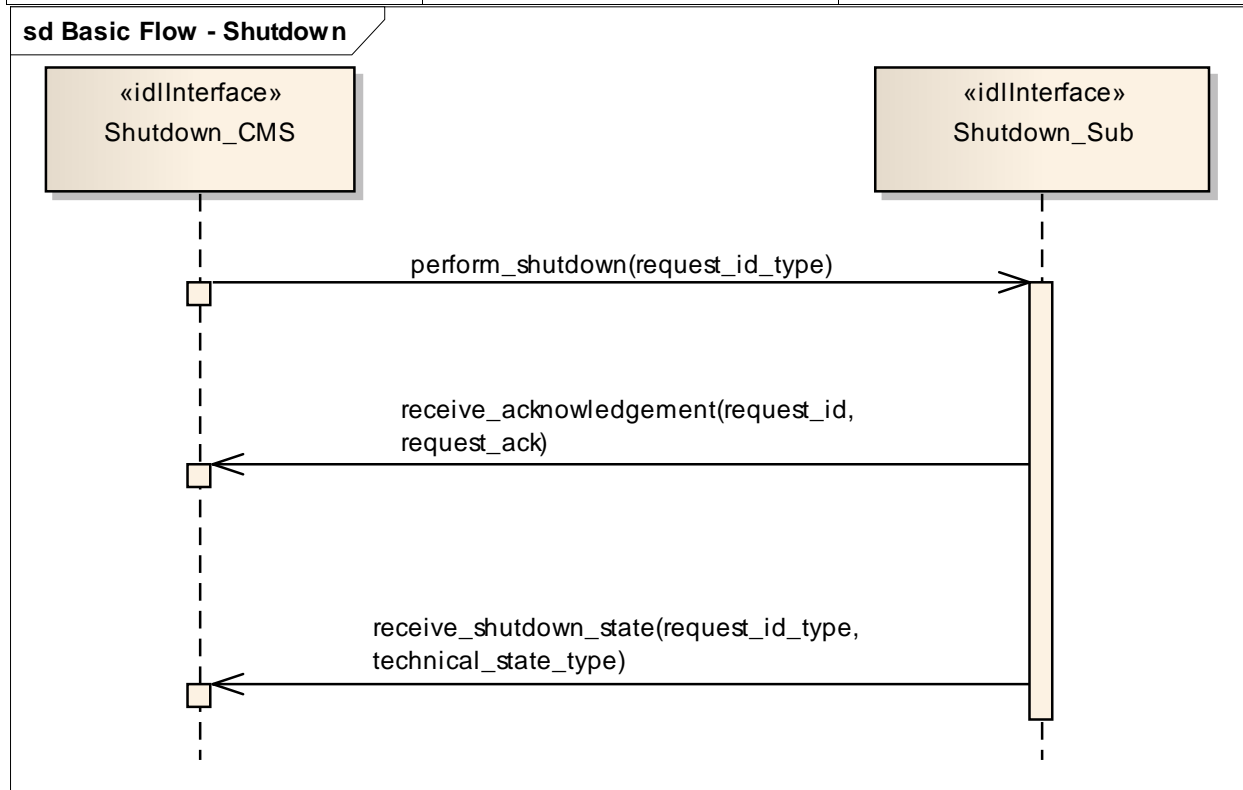 sd Basic Flow - Shutdown
«idlInterface»
Shutdown_CMS
«idlInterface»
Shutdown_Sub
perform_shutdown(request_id_type)
receive_acknowledgement(request_id,
request_ack)
receive_shutdown_state(request_id_type,
technical_state_type)